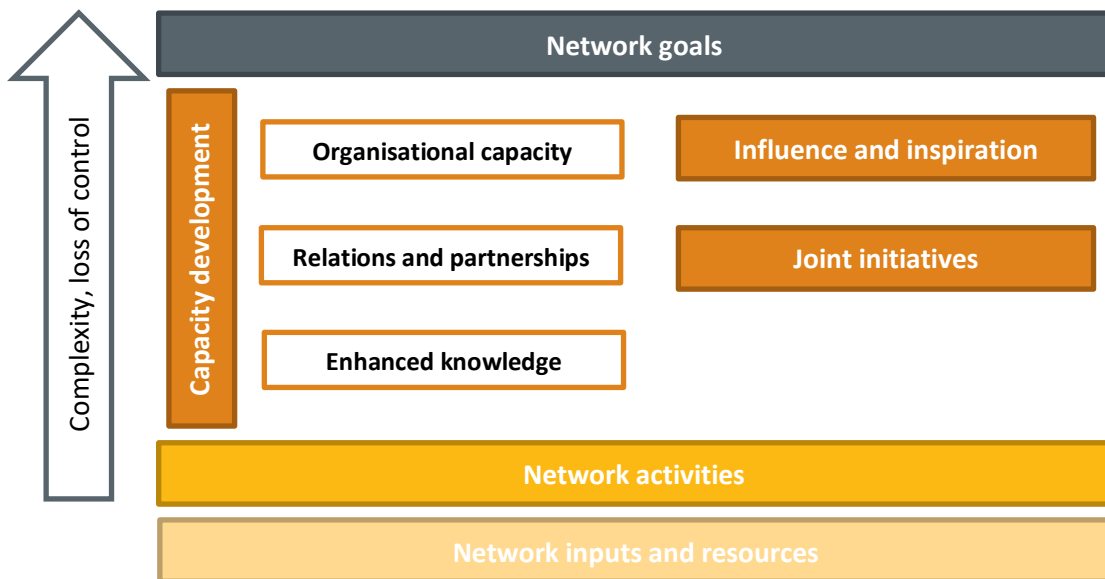 Network goals
Complexity, loss of control
Capacity development
Organisational capacity
Influence and inspiration
Relations and partnerships
Joint initiatives
Enhanced knowledge
Network activities
Network inputs and resources